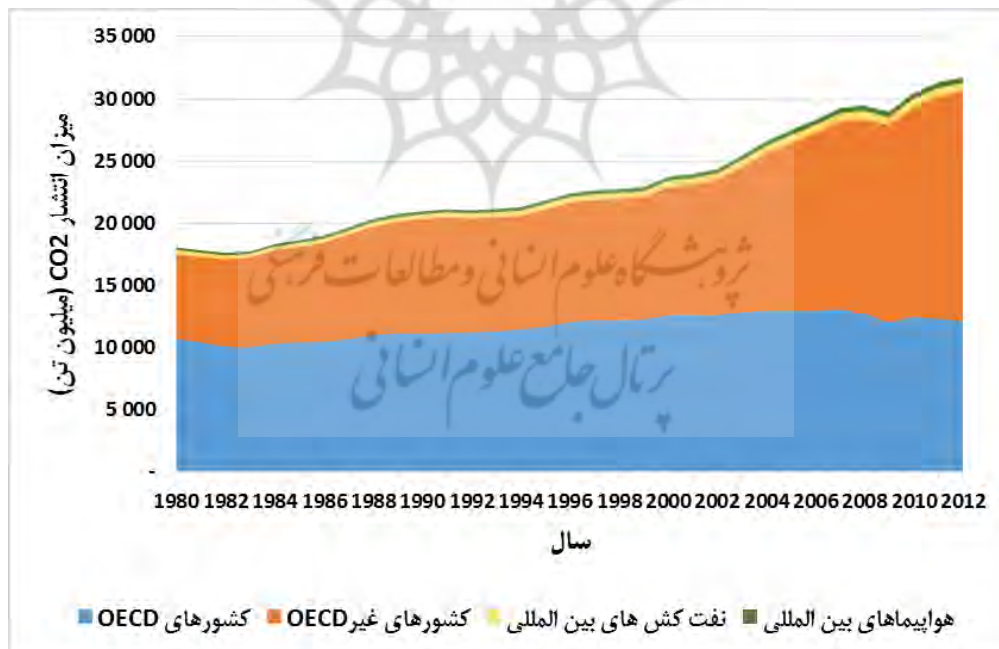 35 000
30 000
25 000
20 000
15 000
10 000
5 000
-
میزان انتشار CO2 (میلیون تن)
پژوهشگاه علوم انسانی و مطالعات فرهنگی
پرتال جامع علوم انسانی
1980 1982 1984 1986 1988 1990 1992 1994 1996 1998 2000 2002 2004 2006 2008 2010 2012
سال
کشورهای OECD کشورهای غیرOECD نفت کش های بین المللی هواپیماهای بین المللی